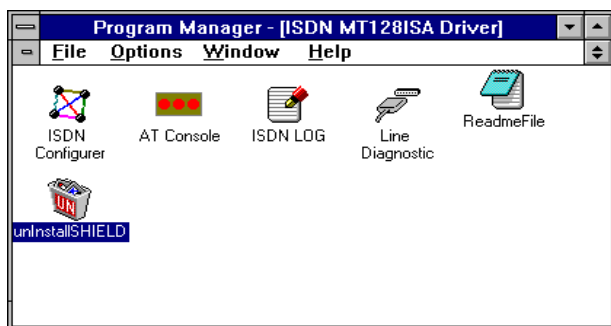 Program Manager - [ISDN MT128ISA Driver]
File Options Window Help
ISDN
Configurer
AT Console
ISDN LOG
Line
Diagnostic
ReadmeFile
UN
unInstallSHIELD